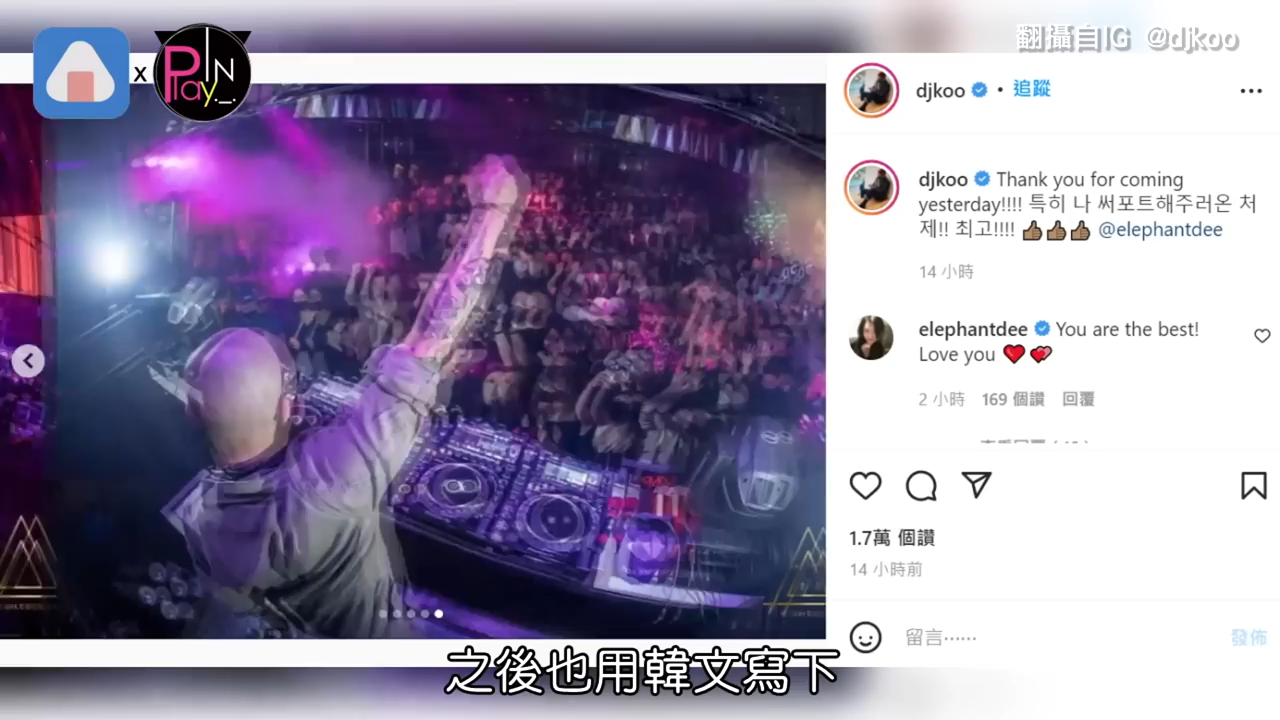 翻攝自IG @djkoo
x
PlayIN
djkoo • 追蹤
djkoo Thank you for coming
yesterday!!!! 특히 나 써포트해주러온 처
제!! 최고!!!! 👍🏾👍🏾👍🏾 @elephantdee
14 小時
elephantdee You are the best!
Love you ❤️💕
2 小時 169 個讚 回覆
1.7萬 個讚
14 小時前
留言⋯⋯ 發佈
之後也用韓文寫下